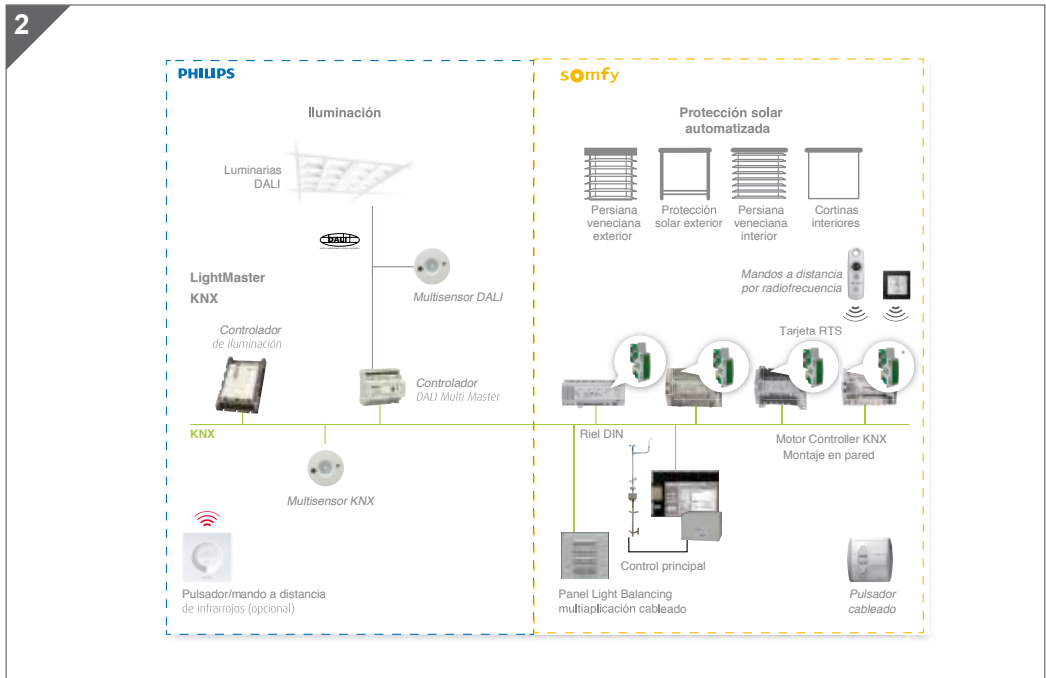 2
PHILIPS
somfy
Iluminación
Protección solar
automatizada
Luminarias
DALI
Persiana
veneciana
exterior
Protección
solar exterior
Persiana
veneciana
interior
Cortinas
interiores
DALI
Multisensor DALI
LightMaster
KNX
Mandos a distancia
por radiofrecuencia
Controlador
de iluminación
Tarjeta RTS
*
Controlador
DALI Multi Master
KNX
Riel DIN
Motor Controller KNX
Montaje en pared
Multisensor KNX
Control principal
Pulsador/mando a distancia
de infrarrojos (opcional)
Panel Light Balancing
multiaplicación cableado
Pulsador
cableado